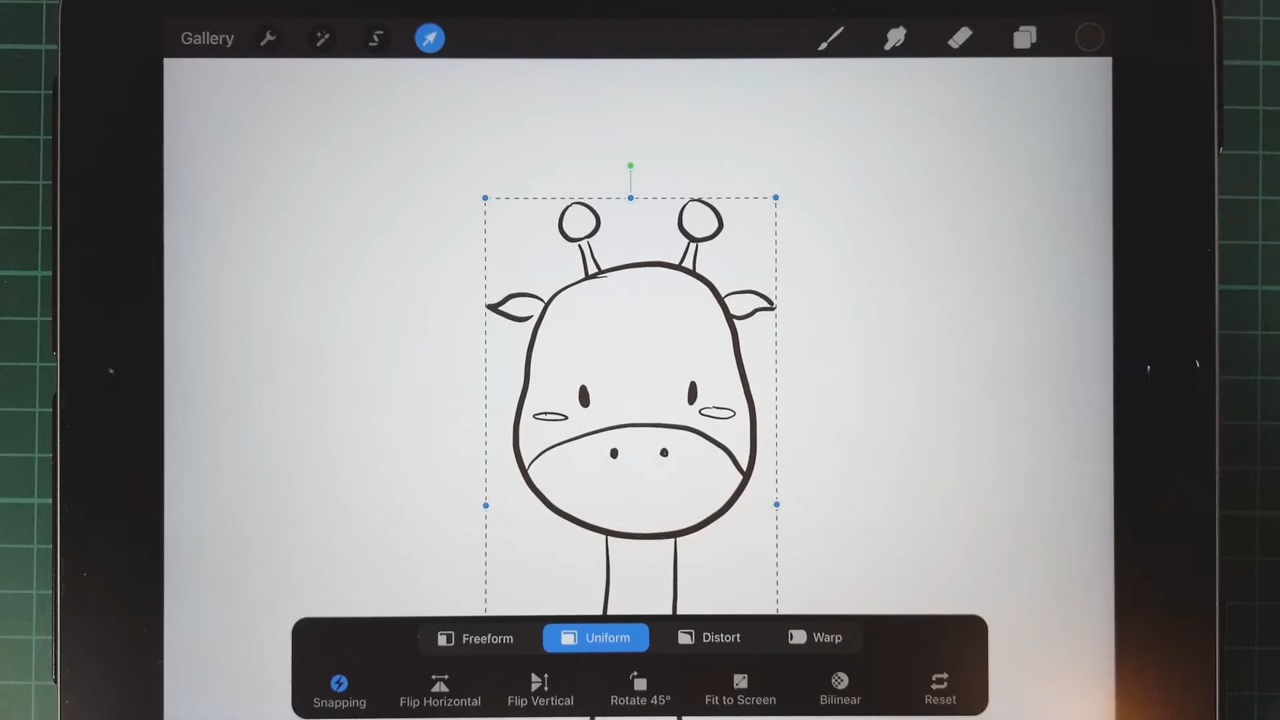 Gallery
Freeform Uniform Distort Warp
Snapping Flip Horizontal Flip Vertical Rotate 45° Fit to Screen Bilinear Reset